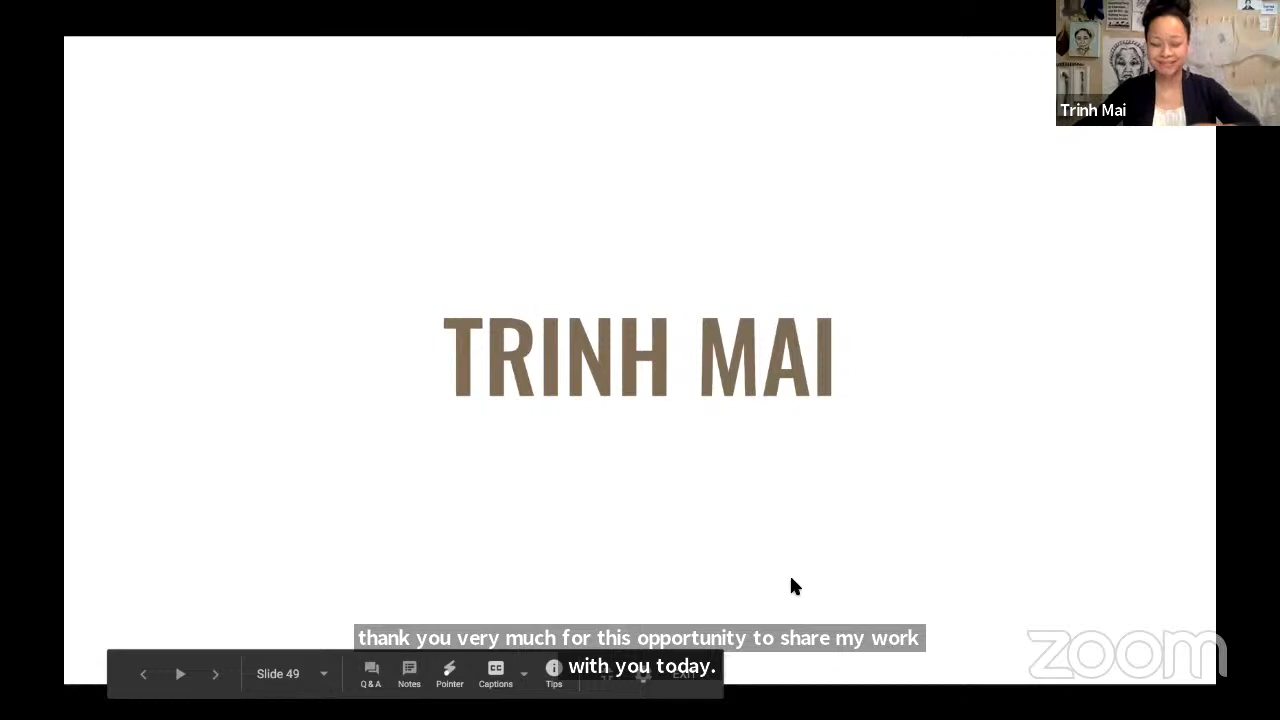 Trinh Mai
TRINH MAI
thank you very much for this opportunity to share my work
with you today.
Slide 49
Q & A
Notes
Pointer
Captions
Tips
EXIT
zoom